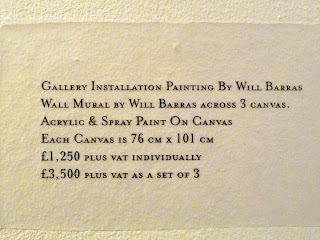 Gallery Installation Painting By Will Barras
Wall Mural by Will Barras across 3 canvas.
Acrylic & Spray Paint On Canvas
Each Canvas is 76 cm x 101 cm
£1,250 plus vat individually
£3,500 plus vat as a set of 3